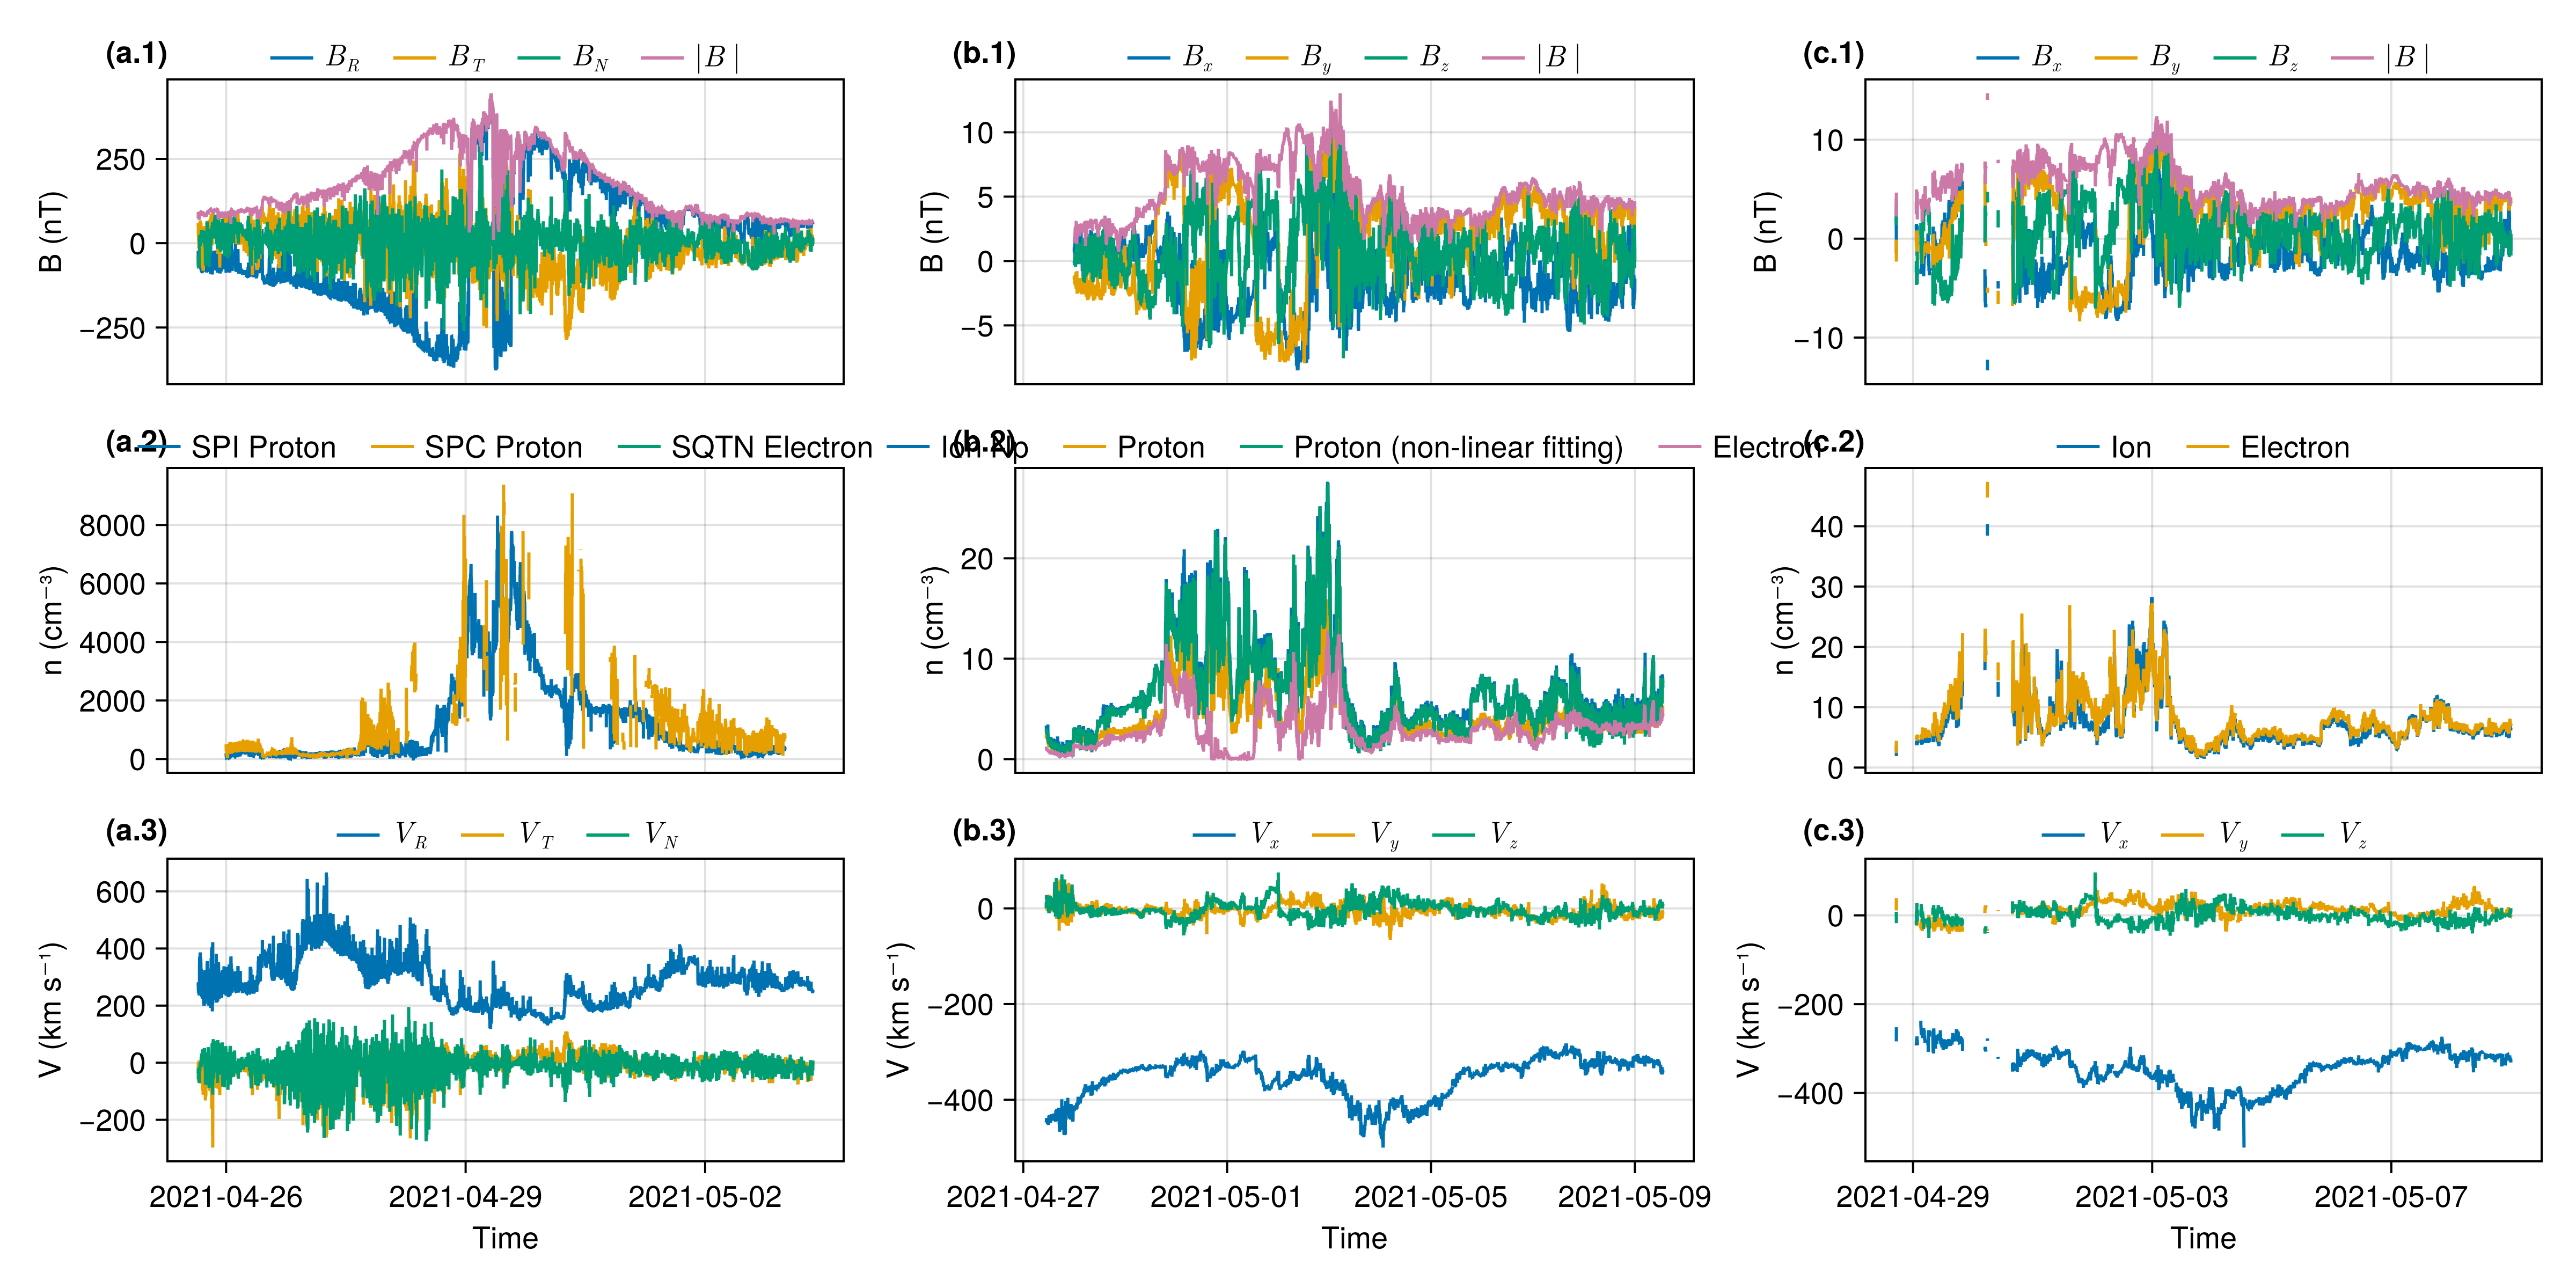 (a.1) B_R B_T B_N |B|
250
0
−250
B (nT)
(b.1) B_x B_y B_z |B|
10
5
0
−5
B (nT)
(c.1) B_x B_y B_z |B|
10
0
−10
B (nT)
(a.2) SPI Proton SPC Proton SQTN Electron
8000
6000
4000
2000
0
n (cm⁻³)
(b.2) Ion Np Proton Proton (non-linear fitting) Electron
20
10
0
n (cm⁻³)
(c.2) Ion Electron
40
30
20
10
0
n (cm⁻³)
(a.3) V_R V_T V_N
600
400
200
0
−200
V (km s⁻¹)
2021-04-26 2021-04-29 2021-05-02
Time
(b.3) V_x V_y V_z
0
−200
−400
V (km s⁻¹)
2021-04-27 2021-05-01 2021-05-05 2021-05-09
Time
(c.3) V_x V_y V_z
0
−200
−400
V (km s⁻¹)
2021-04-29 2021-05-03 2021-05-07
Time